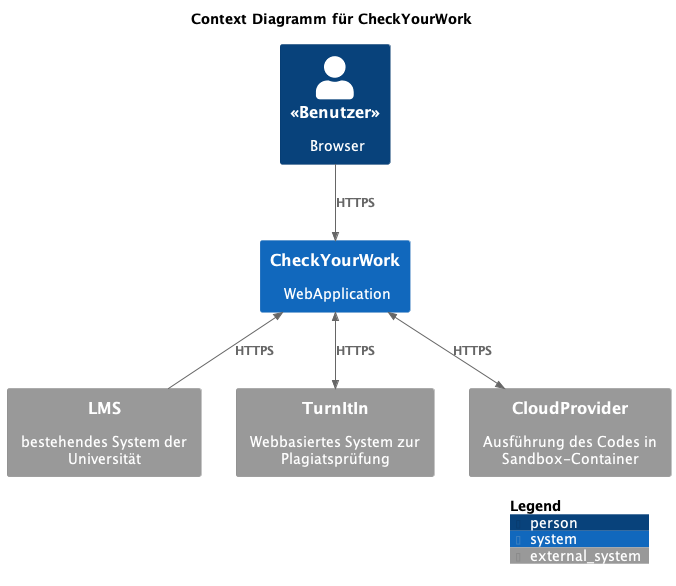 Context Diagramm für CheckYourWork
«Benutzer»
Browser
HTTPS
CheckYourWork
WebApplication
HTTPS
HTTPS
HTTPS
LMS
bestehendes System der
Universität
TurnItIn
Webbasiertes System zur
Plagiatsprüfung
CloudProvider
Ausführung des Codes in
Sandbox-Container
Legend
person
system
external_system